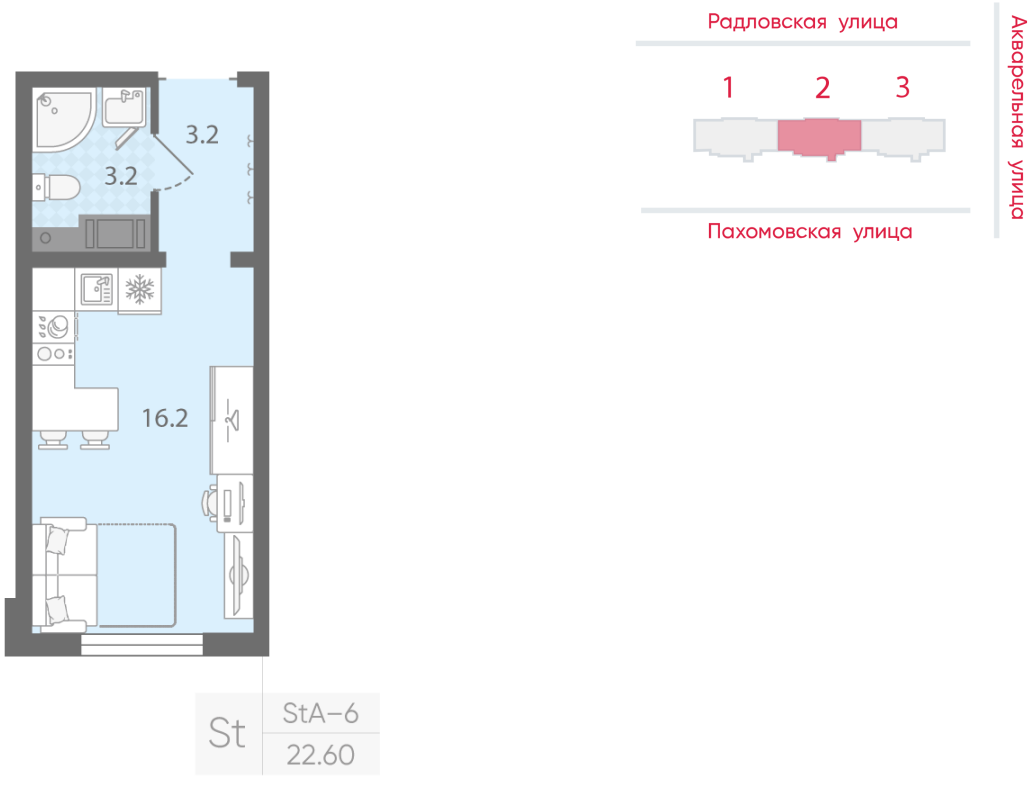 Радловская улица
Акварельная улица
1 2 3
Пахомовская улица
3.2
3.2
16.2
St
StA–6
22.60